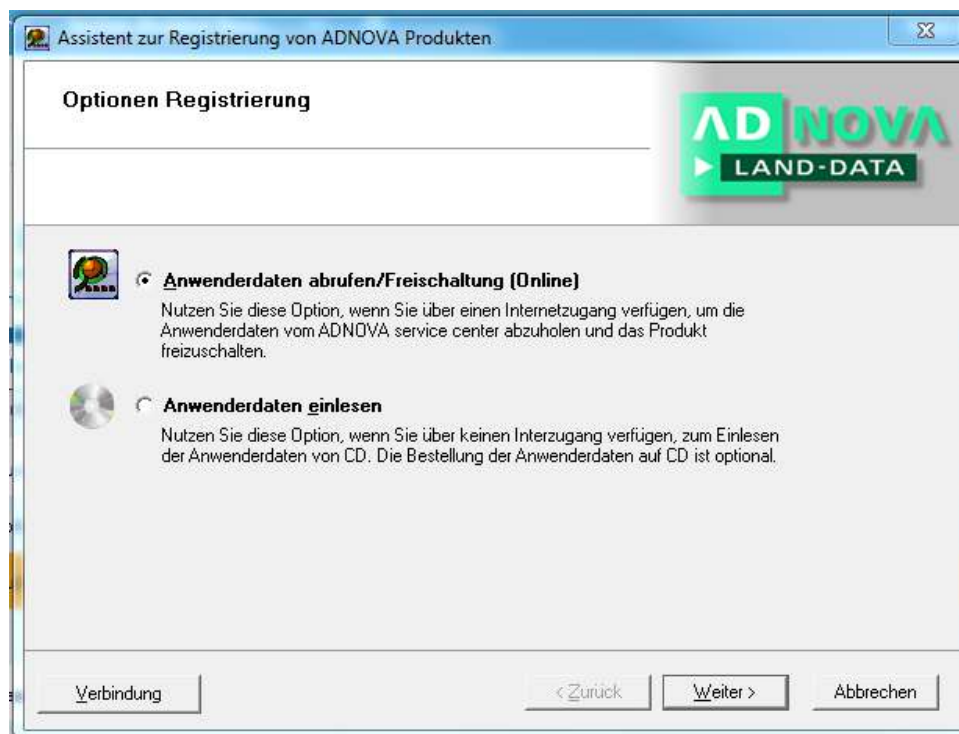 Assistent zur Registrierung von ADNOVA Produkten
Optionen Registrierung
AD NOVA
LAND-DATA
Anwenderdaten abrufen/Freischaltung (Online)
Nutzen Sie diese Option, wenn Sie über einen Internetzugang verfügen, um die
Anwenderdaten vom ADNOVA service center abzuholen und das Produkt
freizuschalten.
Anwenderdaten einlesen
Nutzen Sie diese Option, wenn Sie über keinen Interzugang verfügen, zum Einlesen
der Anwenderdaten von CD. Die Bestellung der Anwenderdaten auf CD ist optional.
Verbindung
< Zurück
Weiter >
Abbrechen